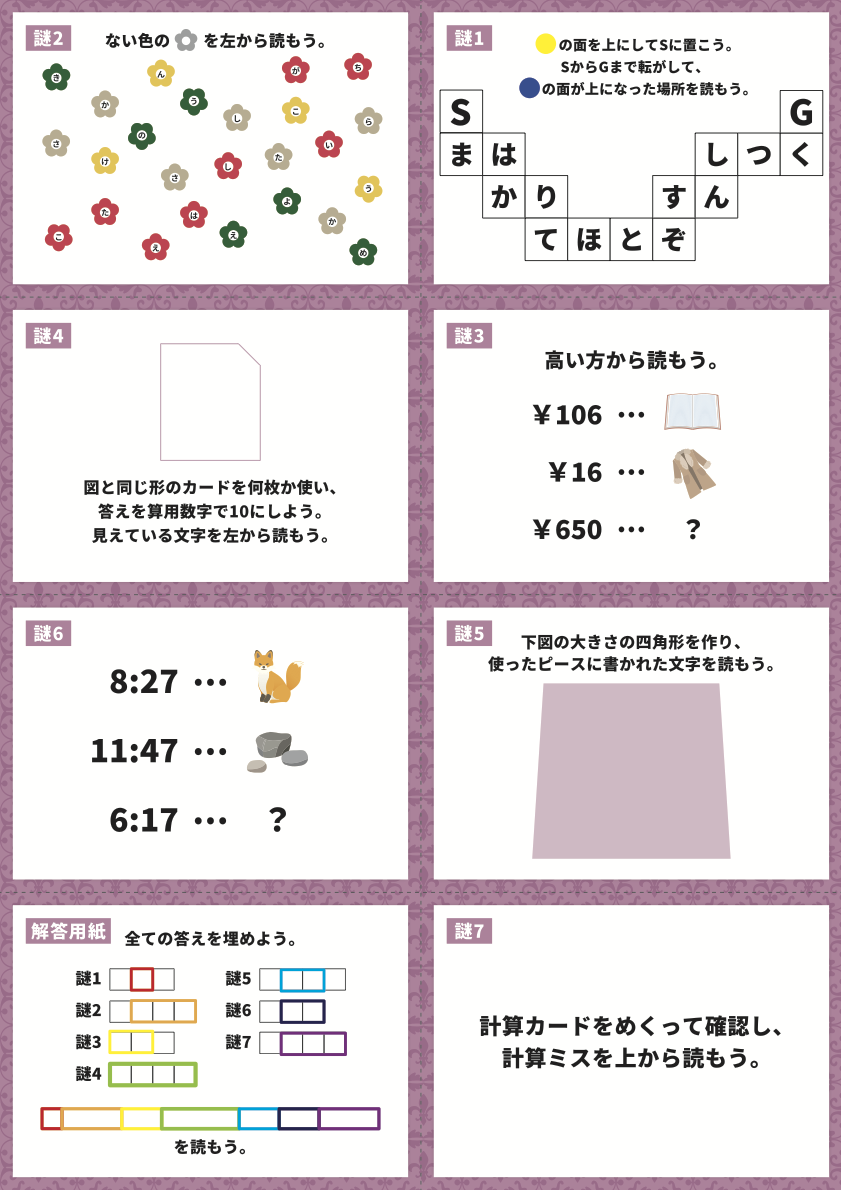 謎2
ない色の を左から読もう。
き
ん
が
ち
か
う
し
こ
ら
さ
の
け
い
し
た
さ
う
よ
た
は
か
こ
え
え
め
謎1
の面を上にしてSに置こう。
SからGまで転がして、
の面が上になった場所を読もう。
S
G
ま は
し つ く
か り
す ん
て ほ と ぞ
謎4
図と同じ形のカードを何枚か使い、
答えを算用数字で10にしよう。
見えている文字を左から読もう。
謎3
高い方から読もう。
￥106 …
￥16 …
￥650 … ？
謎6
8:27 …
11:47 …
6:17 … ？
謎5
下図の大きさの四角形を作り、
使ったピースに書かれた文字を読もう。
解答用紙
全ての答えを埋めよう。
謎1
謎2
謎3
謎4
謎5
謎6
謎7
を読もう。
謎7
計算カードをめくって確認し、
計算ミスを上から読もう。